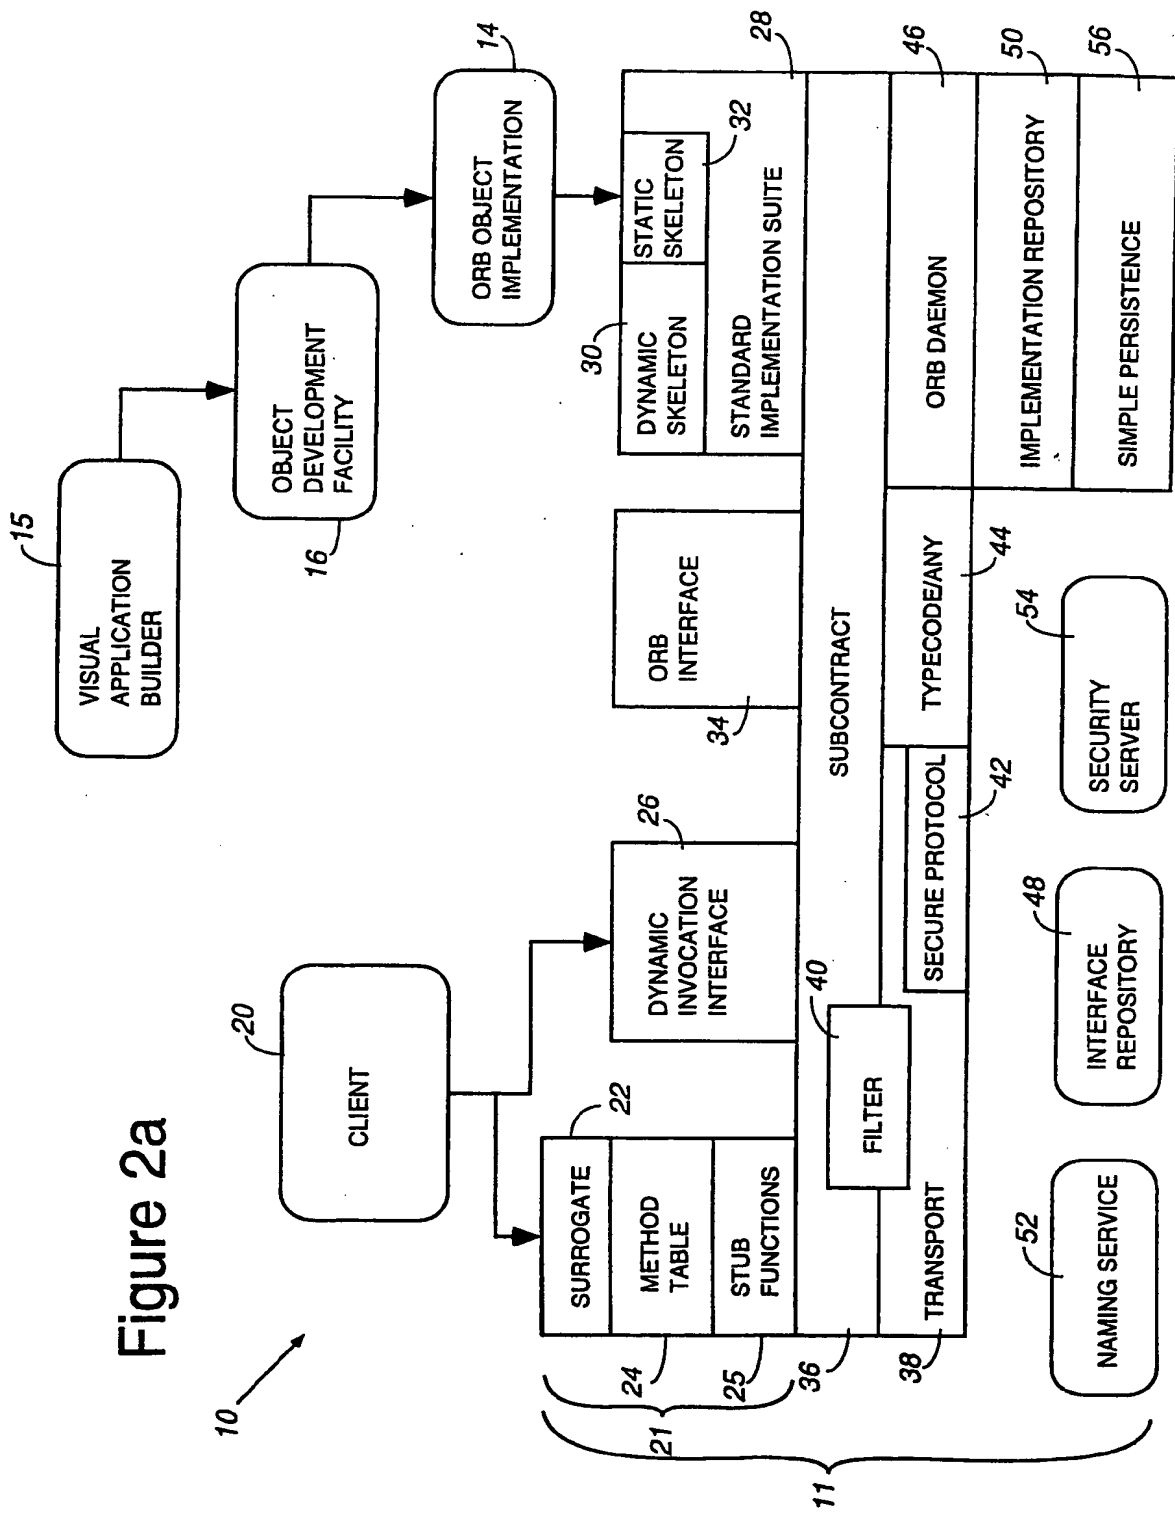 Figure 2a
10
20
CLIENT
15
VISUAL
APPLICATION
BUILDER
16
OBJECT
DEVELOPMENT
FACILITY
14
ORB OBJECT
IMPLEMENTATION
11
21
22
SURROGATE
24
METHOD
TABLE
25
STUB
FUNCTIONS
26
DYNAMIC
INVOCATION
INTERFACE
34
ORB
INTERFACE
30
DYNAMIC
SKELETON
STATIC
SKELETON
32
STANDARD
IMPLEMENTATION SUITE
28
36
SUBCONTRACT
40
FILTER
38
TRANSPORT
SECURE PROTOCOL
42
TYPECODE/ANY
44
ORB DAEMON
46
IMPLEMENTATION REPOSITORY
50
SIMPLE PERSISTENCE
56
52
NAMING SERVICE
48
INTERFACE
REPOSITORY
54
SECURITY
SERVER